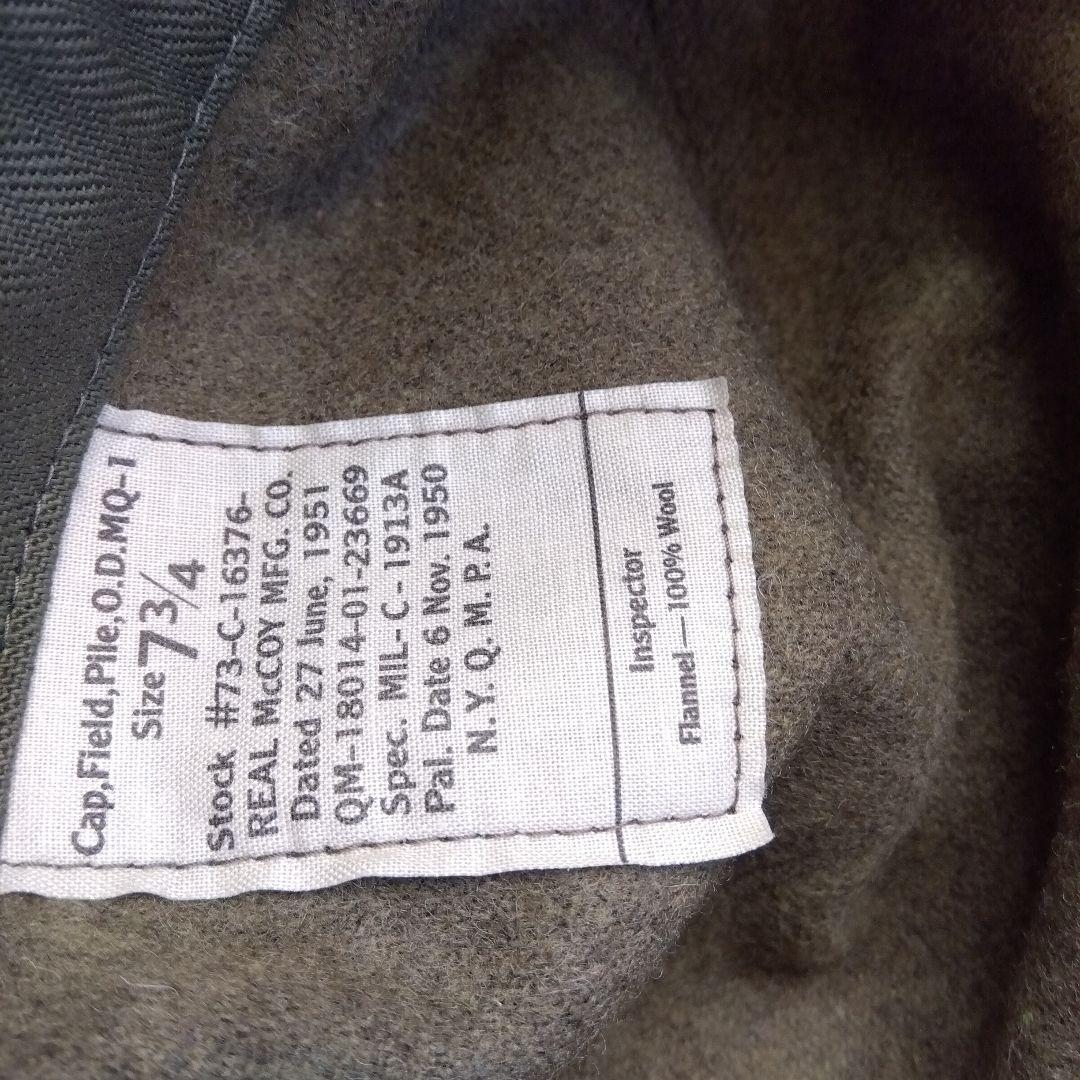 Cap,Field,Pile,O.D.MQ-1
Size 7 3/4
Stock #73-C-16376-
REAL McCOY MFG. CO.
Dated 27 June, 1951
QM-18014-01-23669
Spec. MIL-C-1913A
Pal. Date 6 Nov. 1950
N.Y.Q.M.P.A.
Inspector
Flannel—100% Wool